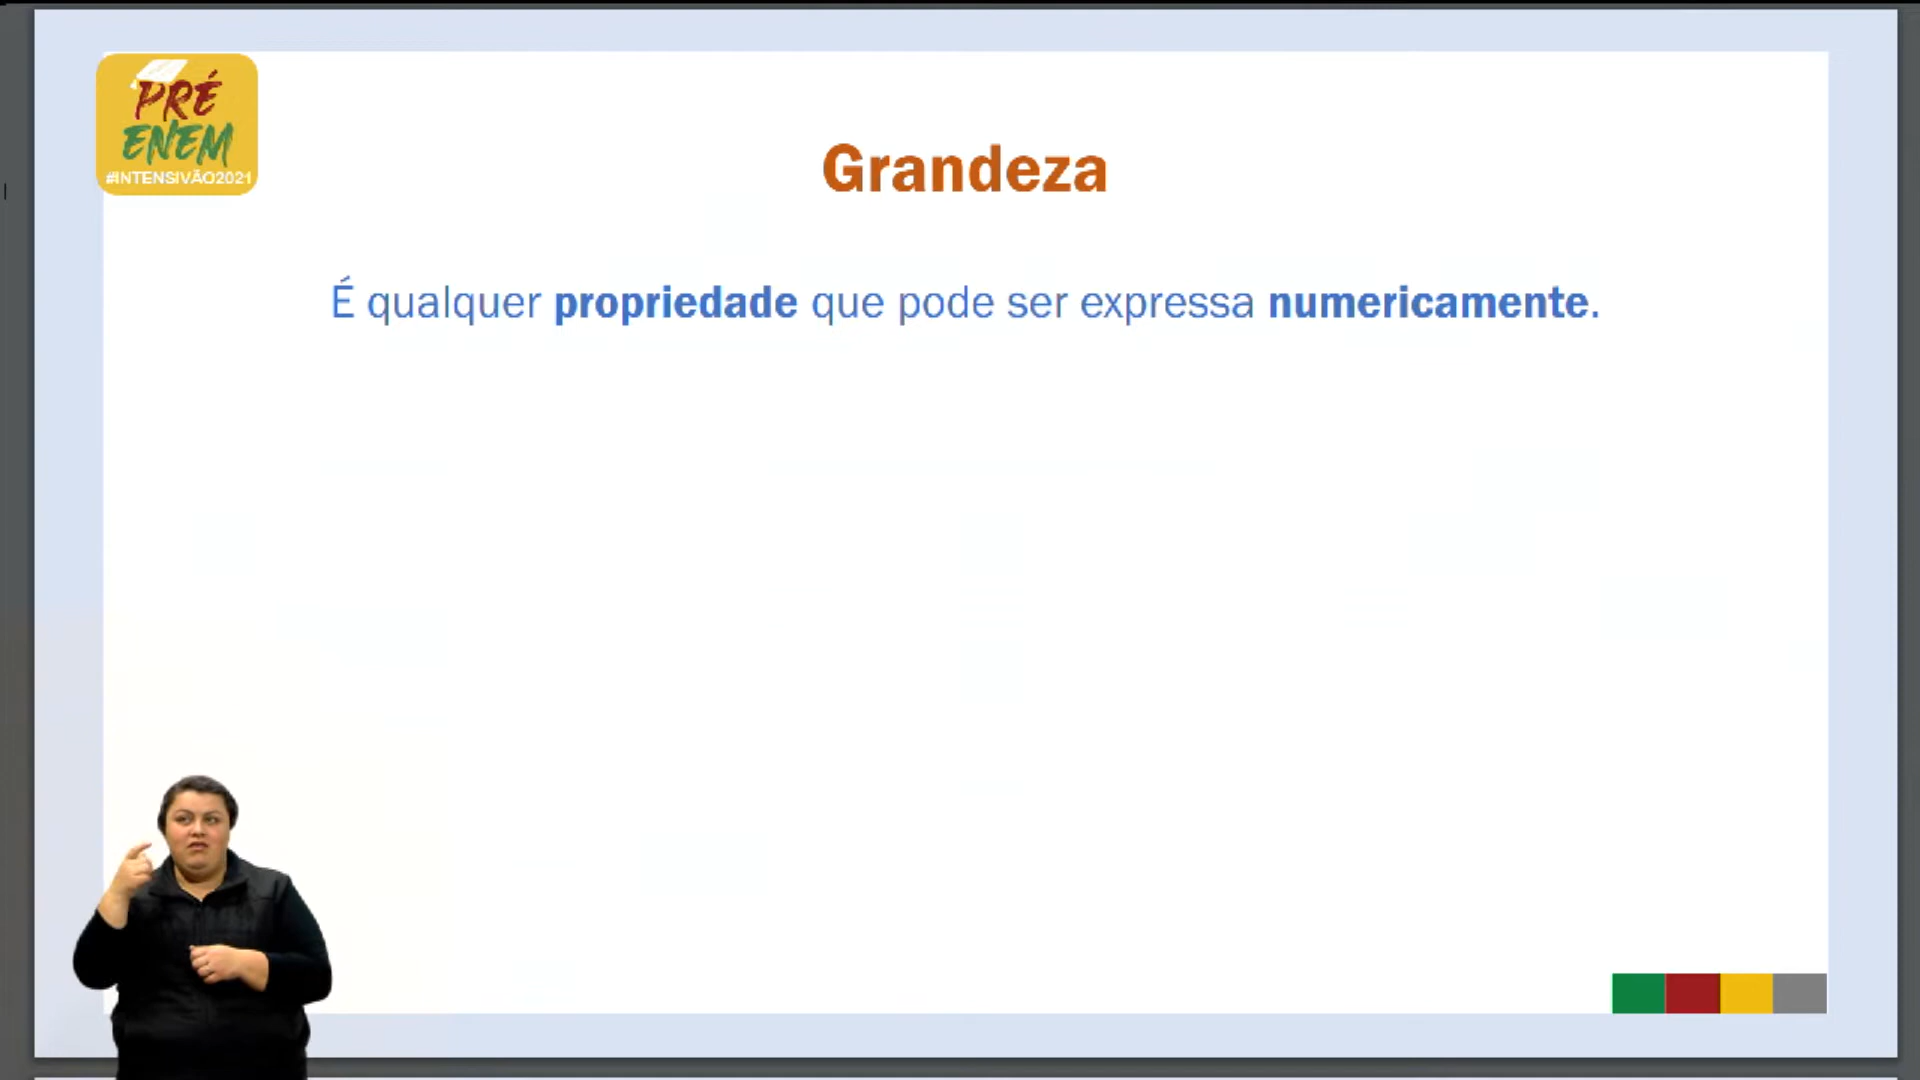 PRÉ
ENEM
#INTENSIVÃO2021
Grandeza
É qualquer propriedade que pode ser expressa numericamente.